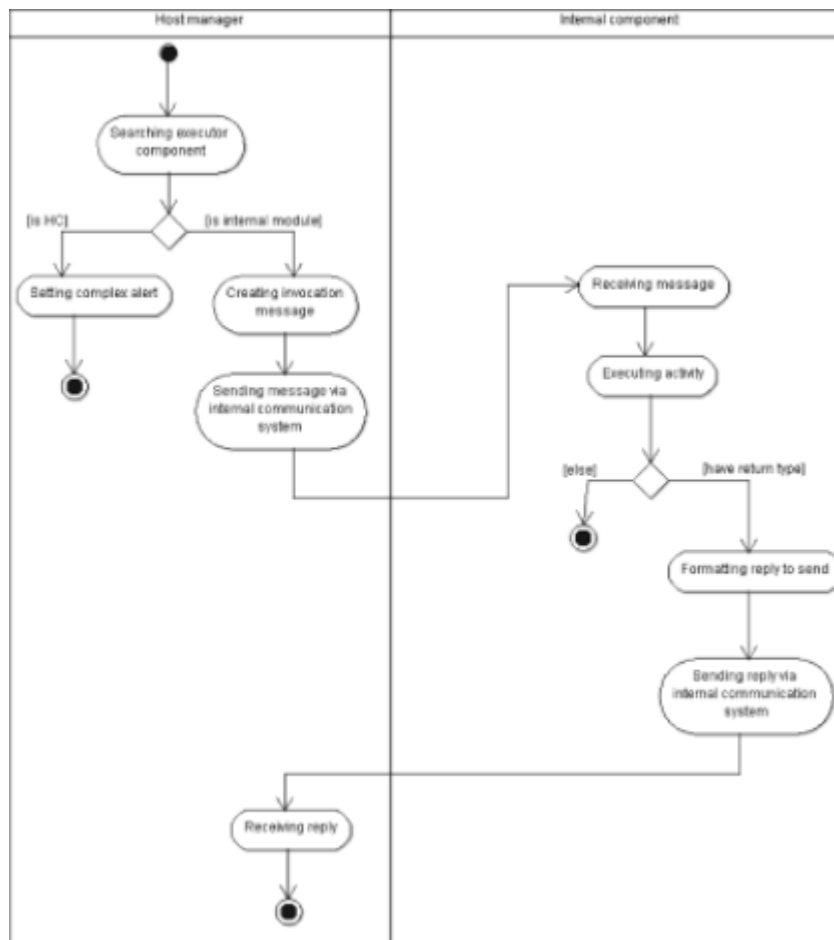 Host manager
Internal component
Searching executor
component
[is HC]
[is internal module]
Setting complex alert
Creating invocation
message
Receiving message
Sending message via
internal communication
system
Executing activity
[else]
[have return type]
Formatting reply to send
Sending reply via
internal communication
system
Receiving reply